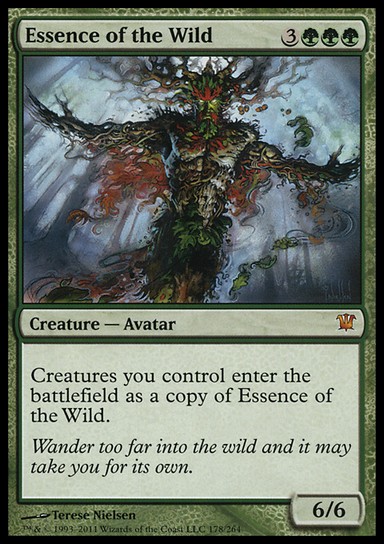 Essence of the Wild 3
Creature — Avatar
Creatures you control enter the
battlefield as a copy of Essence of
the Wild.
Wander too far into the wild and it may
take you for its own.
Terese Nielsen
™ & © 1993–2011 Wizards of the Coast LLC 178/264
6/6